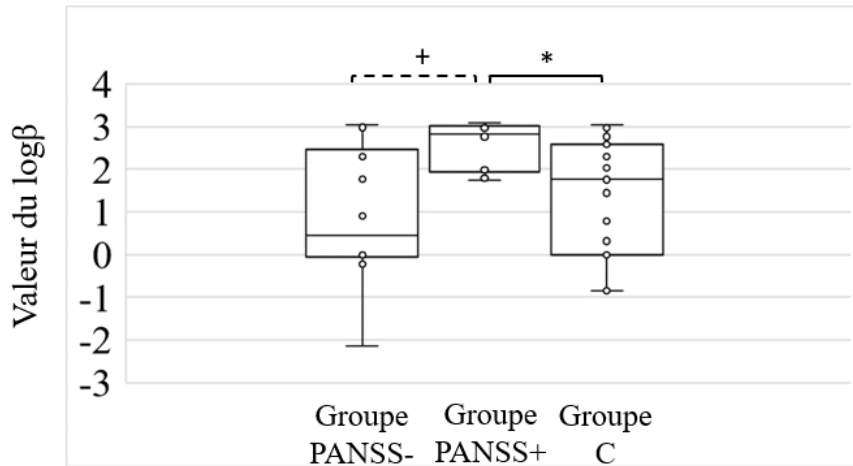 + *
4
3
2
1
0
-1
-2
-3
Valeur du logβ
Groupe PANSS-
Groupe PANSS+
Groupe C